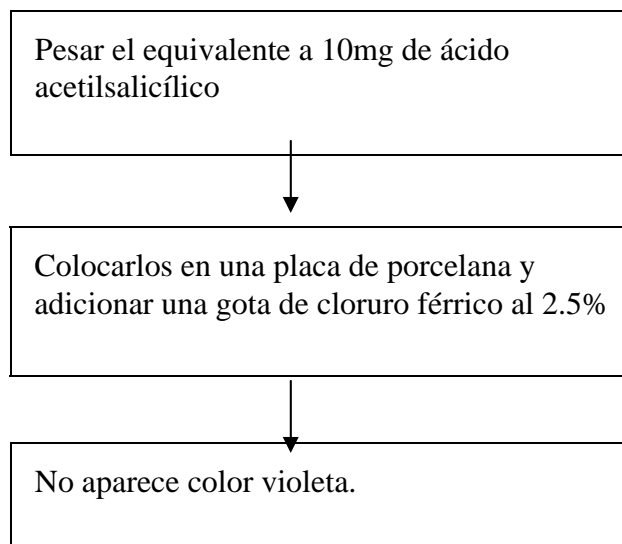 Pesar el equivalente a 10mg de ácido
acetilsalicílico
Colocarlos en una placa de porcelana y
adicionar una gota de cloruro férrico al 2.5%
No aparece color violeta.